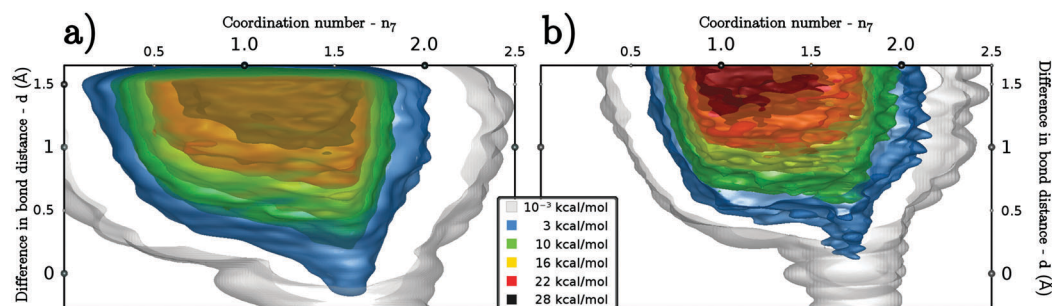 a)
Coordination number - n₇
0.5
1.0
1.5
2.0
2.5
Difference in bond distance - d (Å)
1.5
1
0.5
0
b)
Coordination number - n₇
0.5
1.0
1.5
2.0
2.5
Difference in bond distance - d (Å)
1.5
1
0.5
0
10⁻³ kcal/mol
3 kcal/mol
10 kcal/mol
16 kcal/mol
22 kcal/mol
28 kcal/mol